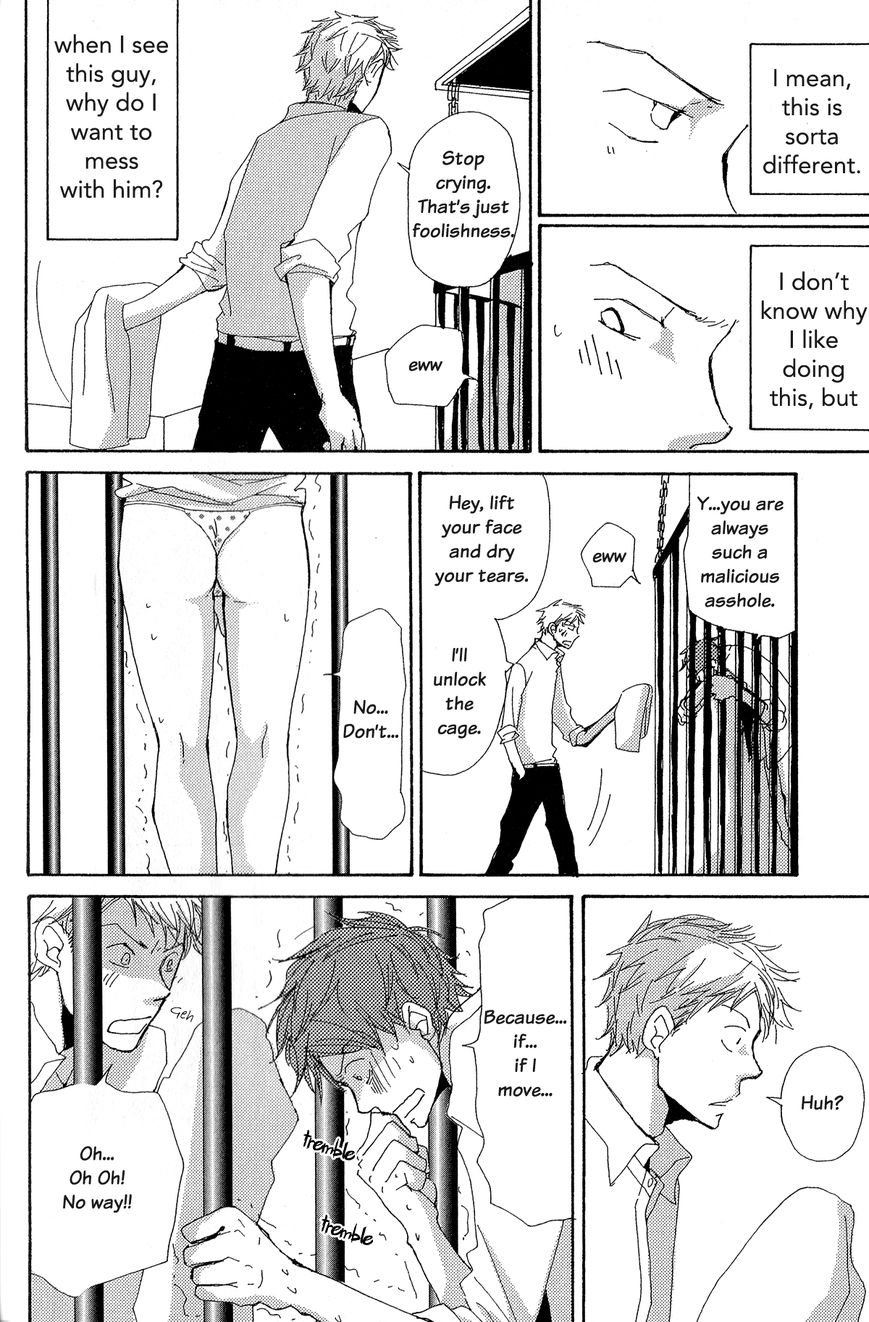 I mean,
this is
sorta
different.
I don't
know why
I like
doing
this, but
when I see
this guy,
why do I
want to
mess
with him?
Stop
crying.
That's just
foolishness.
eww
Y...you are
always
such a
malicious
asshole.
eww
Hey, lift
your face
and dry
your tears.
I'll
unlock
the
cage.
No...
Don't...
Huh?
Because...
if...
if I
move...
tremble
tremble
Geh
Oh...
Oh Oh!
No way!!